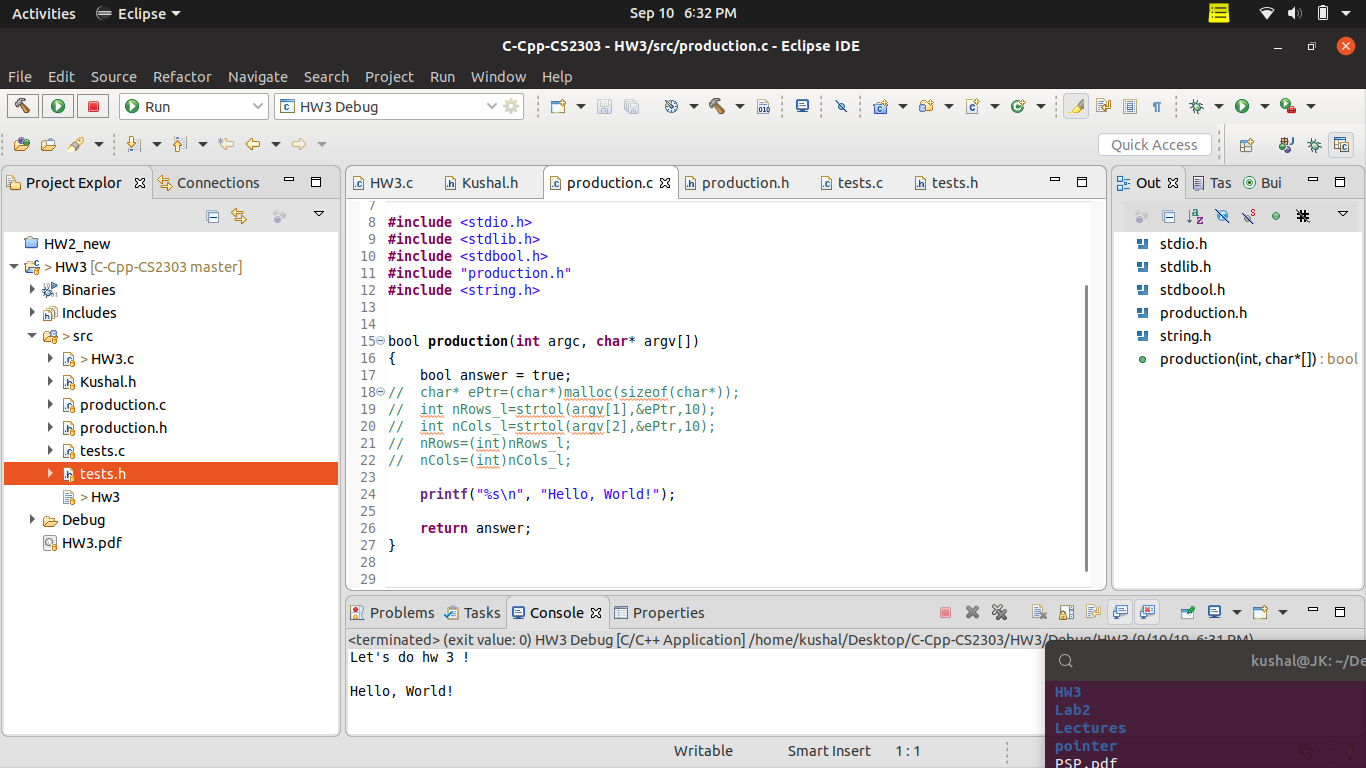 Activities Eclipse Sep 10 6:32 PM
C-Cpp-CS2303 - HW3/src/production.c - Eclipse IDE
File Edit Source Refactor Navigate Search Project Run Window Help
Run HW3 Debug
Quick Access
Project Explor Connections
HW2_new
> HW3 [C-Cpp-CS2303 master]
Binaries
Includes
> src
> HW3.c
Kushal.h
production.c
production.h
tests.c
tests.h
> Hw3
Debug
HW3.pdf
HW3.c Kushal.h production.c production.h tests.c tests.h
7
8 #include <stdio.h>
9 #include <stdlib.h>
10 #include <stdbool.h>
11 #include "production.h"
12 #include <string.h>
13
14
15 bool production(int argc, char* argv[])
16 {
17     bool answer = true;
18 //  char* ePtr=(char*)malloc(sizeof(char*));
19 //  int nRows_l=strtol(argv[1],&ePtr,10);
20 //  int nCols_l=strtol(argv[2],&ePtr,10);
21 //  nRows=(int)nRows_l;
22 //  nCols=(int)nCols_l;
23
24     printf("%s\n", "Hello, World!");
25
26     return answer;
27 }
28
29
Out Tas Bui
stdio.h
stdlib.h
stdbool.h
production.h
string.h
production(int, char*[]) : bool
Problems Tasks Console Properties
<terminated> (exit value: 0) HW3 Debug [C/C++ Application] /home/kushal/Desktop/C-Cpp-CS2303/HW3/Debug/HW3 (9/10/19, 6:31 PM)
Let's do hw 3 !
Hello, World!
kushal@JK: ~/De
HW3
Lab2
Lectures
pointer
PSP.pdf
Writable Smart Insert 1 : 1